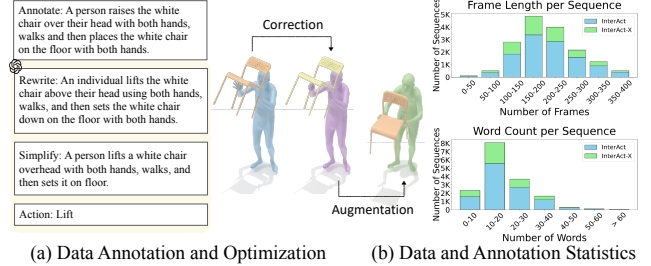 Annotate: A person raises the white
chair over their head with both hands,
walks and then places the white chair
on the floor with both hands.
Rewrite: An individual lifts the white
chair above their head using both hands,
walks, and then sets the white chair
down on the floor with both hands.
Simplify: A person lifts a white chair
overhead with both hands, walks, and
then sets it on floor.
Action: Lift
Correction
Augmentation
(a) Data Annotation and Optimization
Frame Length per Sequence
Number of Sequences
5K
4K
3K
2K
1K
0
InterAct
InterAct-X
0-50
50-100
100-150
150-200
200-250
250-300
300-350
350-400
Number of Frames
Word Count per Sequence
Number of Sequences
8K
7K
6K
5K
4K
3K
2K
1K
0
InterAct
InterAct-X
0-10
10-20
20-30
30-40
40-50
50-60
> 60
Number of Words
(b) Data and Annotation Statistics